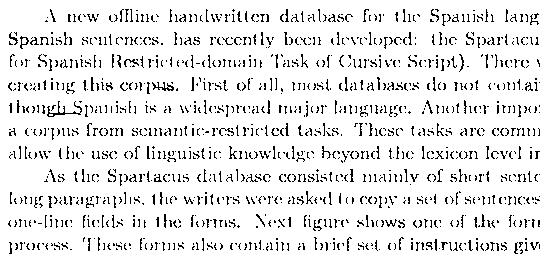 A new offline handwritten database for the Spanish lang
Spanish sentences, has recently been developed: the Spartacu
for Spanish Restricted-domain Task of Cursive Script). There
creating this corpus. First of all, most databases do not contai
though Spanish is a widespread major language. Another impor
a corpus from semantic-restricted tasks. These tasks are comm
allow the use of linguistic knowledge beyond the lexicon level in
As the Spartacus database consisted mainly of short sente
long paragraphs, the writers were asked to copy a set of sentences
one-line fields in the forms. Next figure shows one of the form
process. These forms also contain a brief set of instructions give